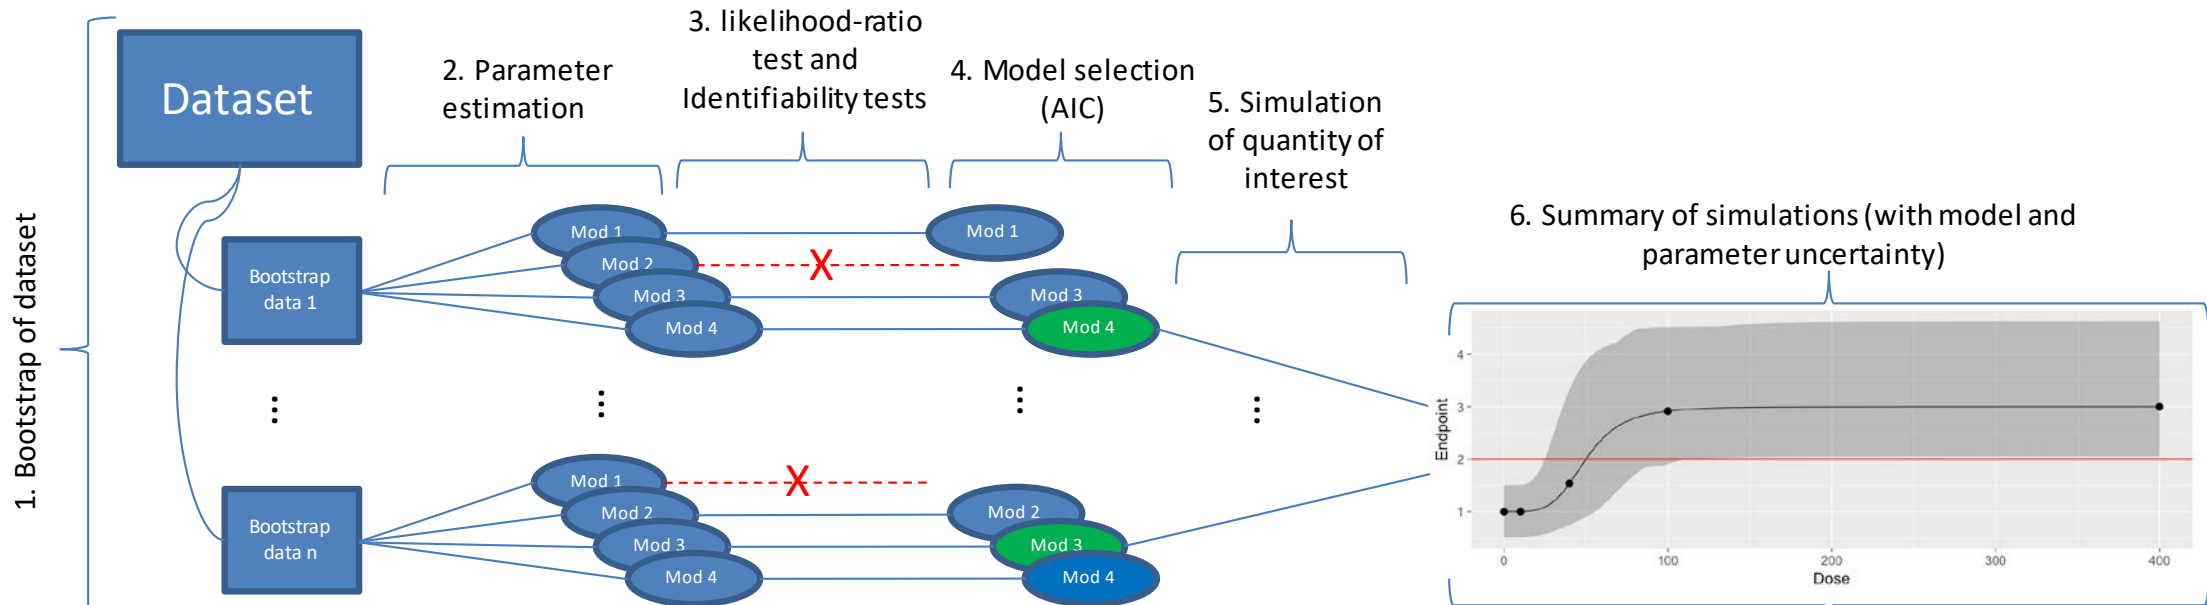 1. Bootstrap of dataset
Dataset
2. Parameter
estimation
3. likelihood-ratio
test and
Identifiability tests
4. Model selection
(AIC)
5. Simulation
of quantity of
interest
6. Summary of simulations (with model and
parameter uncertainty)
Bootstrap
data 1
Mod 1
Mod 2
Mod 3
Mod 4
X
Mod 1
Mod 3
Mod 4
...
...
...
...
Bootstrap
data n
Mod 1
Mod 2
Mod 3
Mod 4
X
Mod 2
Mod 3
Mod 4
Endpoint
4
3
2
1
0
100
200
300
400
Dose